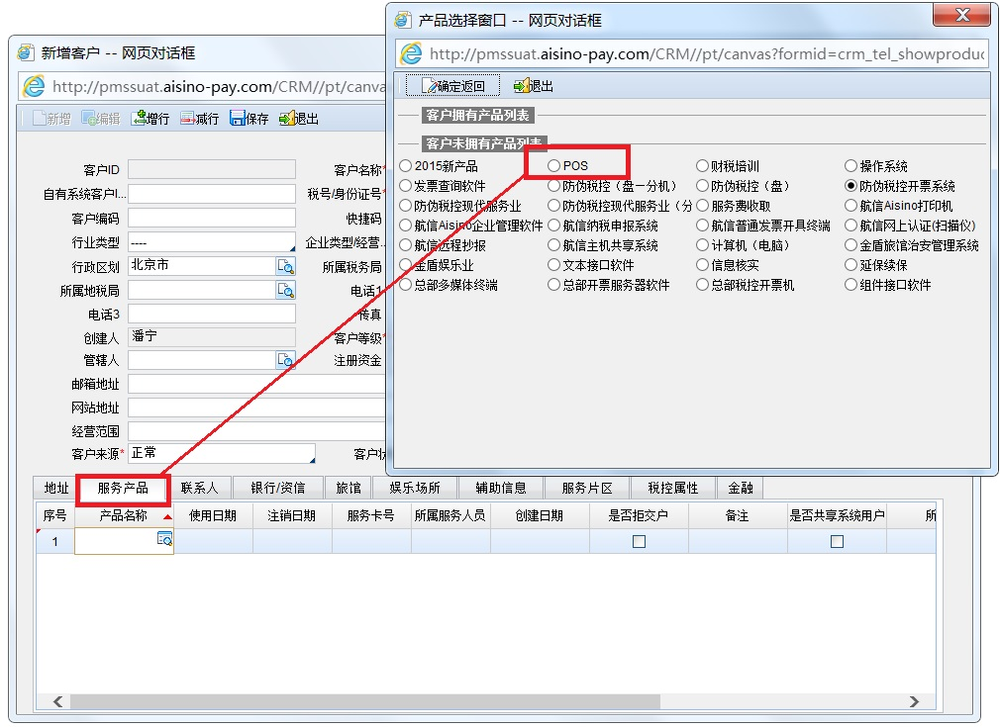 产品选择窗口 -- 网页对话框
http://pmssuat.aisino-pay.com/CRM//pt/canvas?formid=crm_tel_showproduc
确定返回 退出
客户拥有产品列表
客户未拥有产品列表
2015新产品 POS 财税培训 操作系统
发票查询软件 防伪税控（盘一分机） 防伪税控（盘） 防伪税控开票系统
防伪税控现代服务业 防伪税控现代服务业（分 服务费收取 航信Aisino打印机
航信Aisino企业管理软件 航信纳税申报系统 航信普通发票开具终端 航信网上认证(扫描仪)
航信远程抄报 航信主机共享系统 计算机（电脑） 金盾旅馆治安管理系统
金盾娱乐业 文本接口软件 信息核实 延保续保
总部多媒体终端 总部开票服务器软件 总部税控开票机 组件接口软件
新增客户 -- 网页对话框
http://pmssuat.aisino-pay.com/CRM//pt/canva
新增 编辑 增行 减行 保存 退出
客户ID 客户名称*
自有系统客户I... 税号/身份证号*
客户编码 快捷码
行业类型 ---- 企业类型/经营..
行政区划 北京市 所属税务局
所属地税局 电话1
电话3 传真
创建人 潘宁 客户等级*
管辖人 注册资金
邮箱地址
网站地址
经营范围
客户来源* 正常 客户状
地址 服务产品 联系人 银行/资信 旅馆 娱乐场所 辅助信息 服务片区 税控属性 金融
序号 产品名称 使用日期 注销日期 服务卡号 所属服务人员 创建日期 是否拒交户 备注 是否共享系统用户 所
1